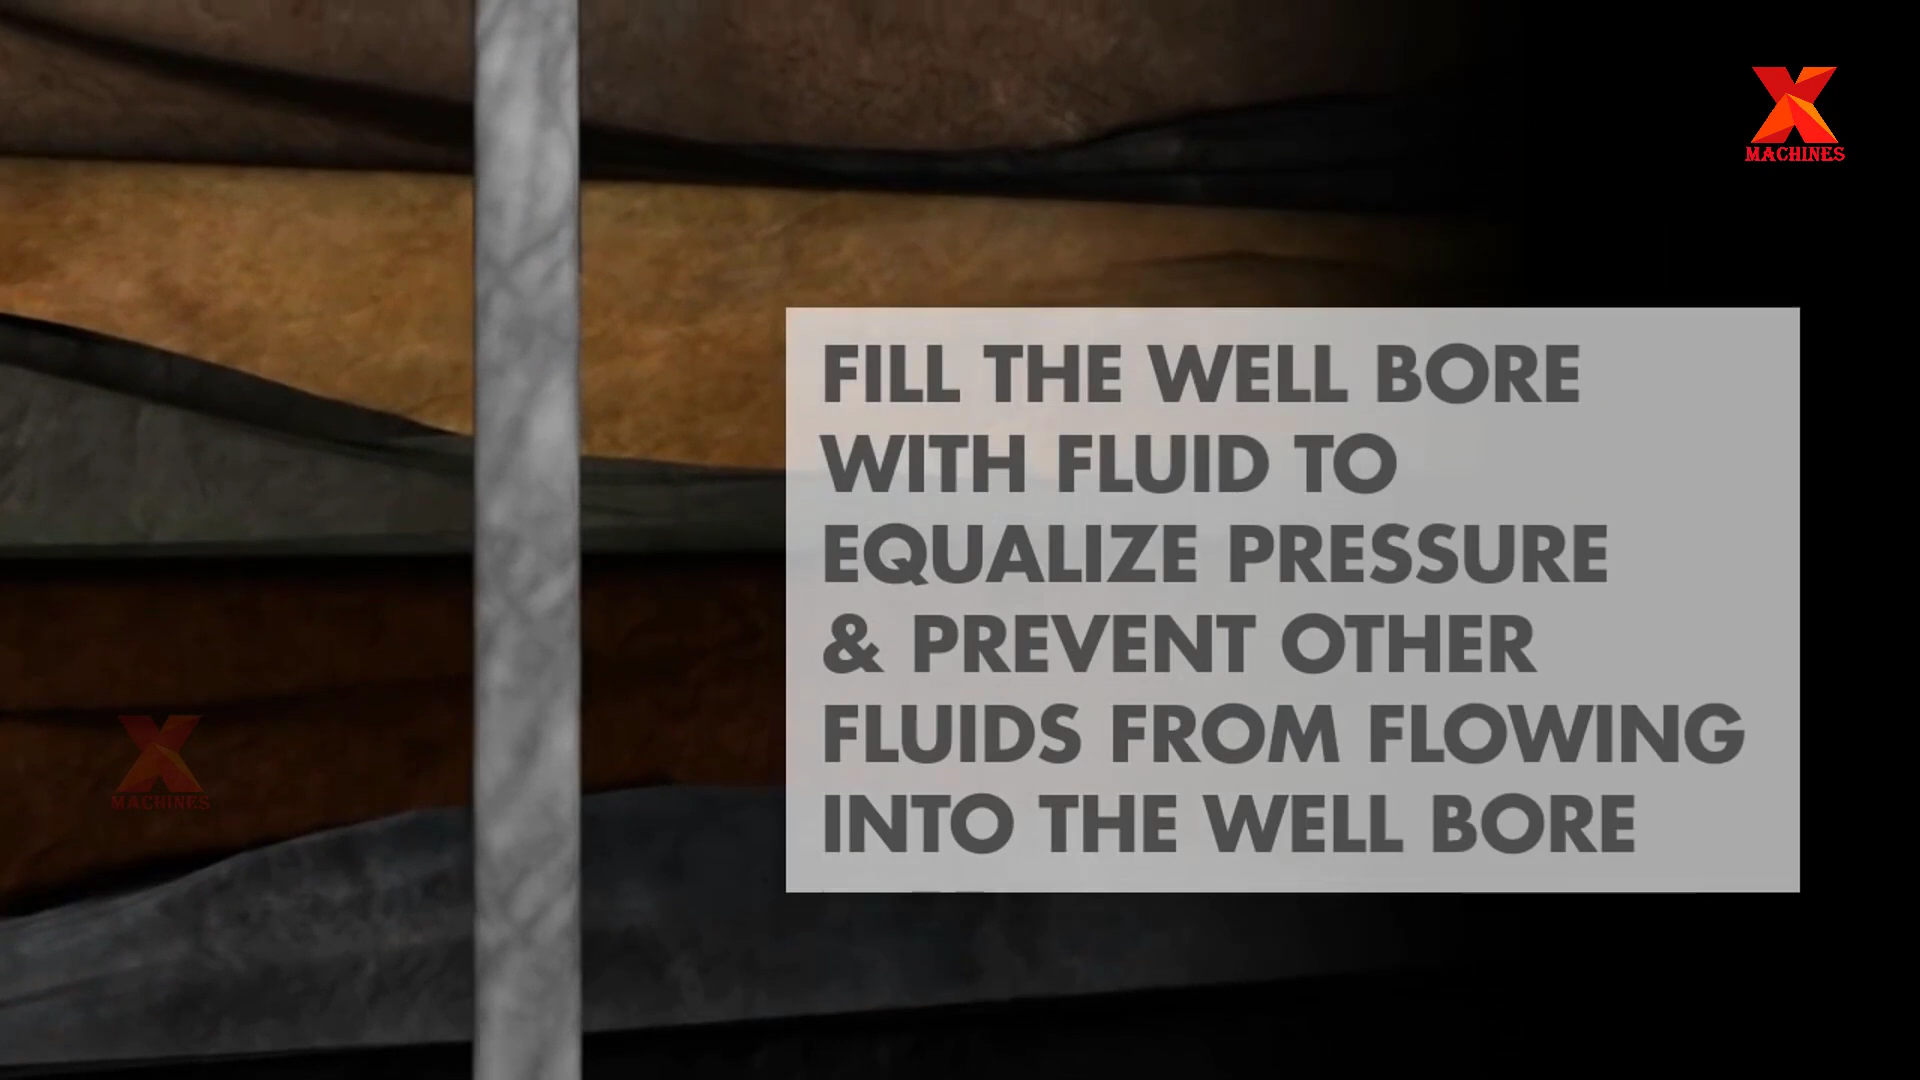 X
MACHINES
FILL THE WELL BORE
WITH FLUID TO
EQUALIZE PRESSURE
& PREVENT OTHER
FLUIDS FROM FLOWING
INTO THE WELL BORE
X
MACHINES